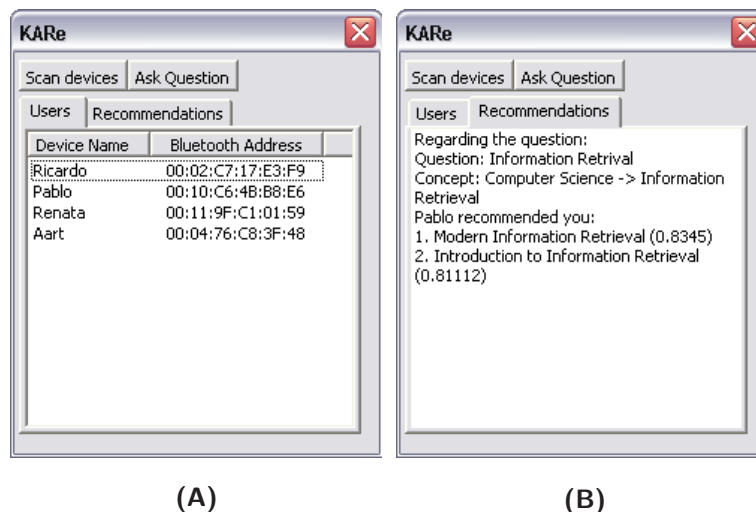 KARe
Scan devices Ask Question
Users Recommendations
Device Name Bluetooth Address
Ricardo 00:02:C7:17:E3:F9
Pablo 00:10:C6:4B:B8:E6
Renata 00:11:9F:C1:01:59
Aart 00:04:76:C8:3F:48
(A)
KARe
Scan devices Ask Question
Users Recommendations
Regarding the question:
Question: Information Retrival
Concept: Computer Science -> Information
Retrieval
Pablo recommended you:
1. Modern Information Retrieval (0.8345)
2. Introduction to Information Retrieval
(0.81112)
(B)